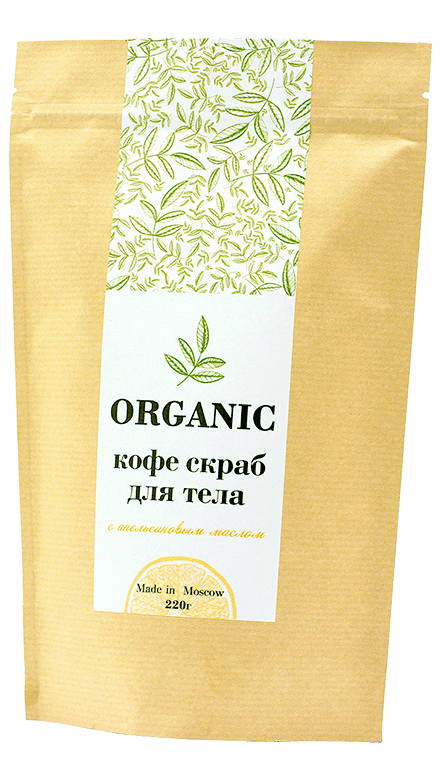 ORGANIC
кофе скраб
для тела
с апельсиновым маслом
Made in Moscow
220г